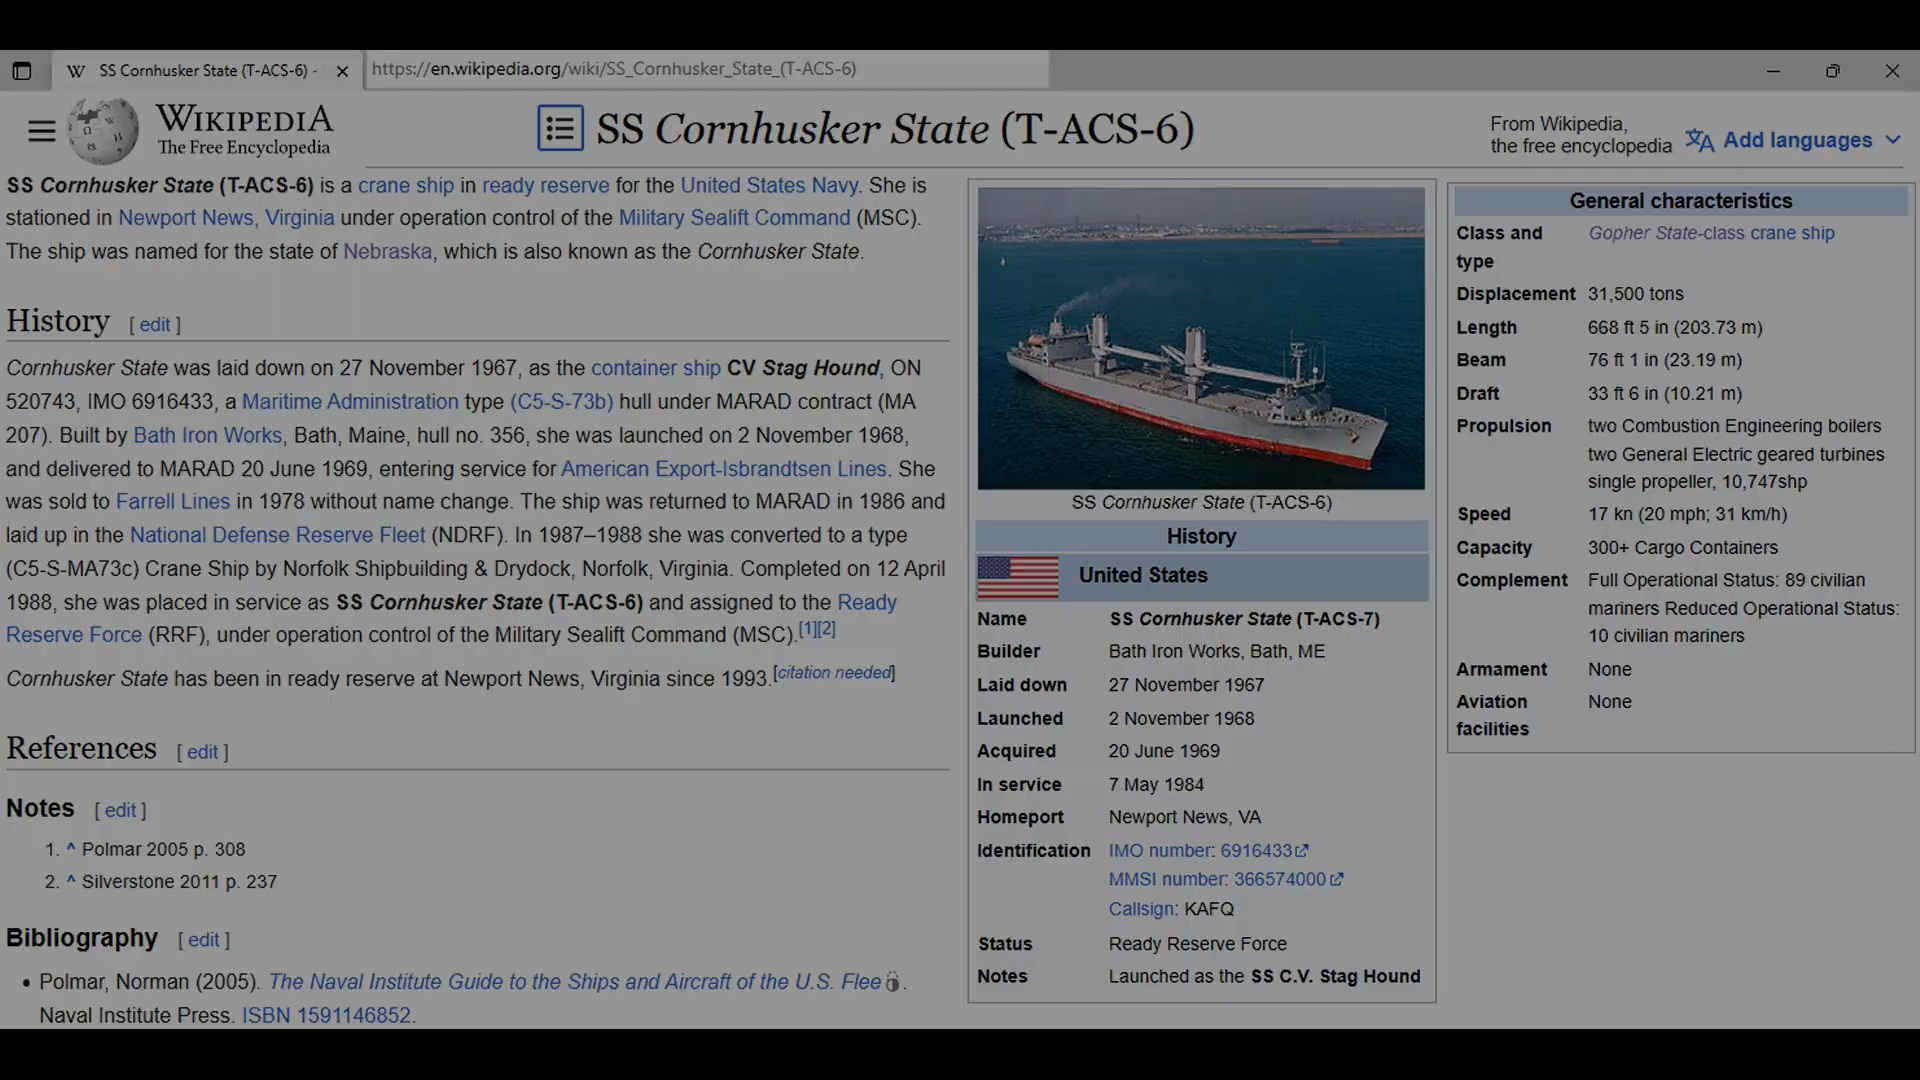 SS Cornhusker State (T-ACS-6) -
https://en.wikipedia.org/wiki/SS_Cornhusker_State_(T-ACS-6)
WIKIPEDIA
The Free Encyclopedia
SS Cornhusker State (T-ACS-6)
From Wikipedia,
the free encyclopedia
Add languages
SS Cornhusker State (T-ACS-6) is a crane ship in ready reserve for the United States Navy. She is
stationed in Newport News, Virginia under operation control of the Military Sealift Command (MSC).
The ship was named for the state of Nebraska, which is also known as the Cornhusker State.
History [ edit ]
Cornhusker State was laid down on 27 November 1967, as the container ship CV Stag Hound, ON
520743, IMO 6916433, a Maritime Administration type (C5-S-73b) hull under MARAD contract (MA
207). Built by Bath Iron Works, Bath, Maine, hull no. 356, she was launched on 2 November 1968,
and delivered to MARAD 20 June 1969, entering service for American Export-Isbrandtsen Lines. She
was sold to Farrell Lines in 1978 without name change. The ship was returned to MARAD in 1986 and
laid up in the National Defense Reserve Fleet (NDRF). In 1987–1988 she was converted to a type
(C5-S-MA73c) Crane Ship by Norfolk Shipbuilding & Drydock, Norfolk, Virginia. Completed on 12 April
1988, she was placed in service as SS Cornhusker State (T-ACS-6) and assigned to the Ready
Reserve Force (RRF), under operation control of the Military Sealift Command (MSC).[1][2]
Cornhusker State has been in ready reserve at Newport News, Virginia since 1993.[citation needed]
References [ edit ]
Notes [ edit ]
1. ^ Polmar 2005 p. 308
2. ^ Silverstone 2011 p. 237
Bibliography [ edit ]
• Polmar, Norman (2005). The Naval Institute Guide to the Ships and Aircraft of the U.S. Flee.
Naval Institute Press. ISBN 1591146852.
SS Cornhusker State (T-ACS-6)
History
United States
Name SS Cornhusker State (T-ACS-7)
Builder Bath Iron Works, Bath, ME
Laid down 27 November 1967
Launched 2 November 1968
Acquired 20 June 1969
In service 7 May 1984
Homeport Newport News, VA
Identification IMO number: 6916433
MMSI number: 366574000
Callsign: KAFQ
Status Ready Reserve Force
Notes Launched as the SS C.V. Stag Hound
General characteristics
Class and type Gopher State-class crane ship
Displacement 31,500 tons
Length 668 ft 5 in (203.73 m)
Beam 76 ft 1 in (23.19 m)
Draft 33 ft 6 in (10.21 m)
Propulsion two Combustion Engineering boilers
two General Electric geared turbines
single propeller, 10,747shp
Speed 17 kn (20 mph; 31 km/h)
Capacity 300+ Cargo Containers
Complement Full Operational Status: 89 civilian
mariners Reduced Operational Status:
10 civilian mariners
Armament None
Aviation facilities None